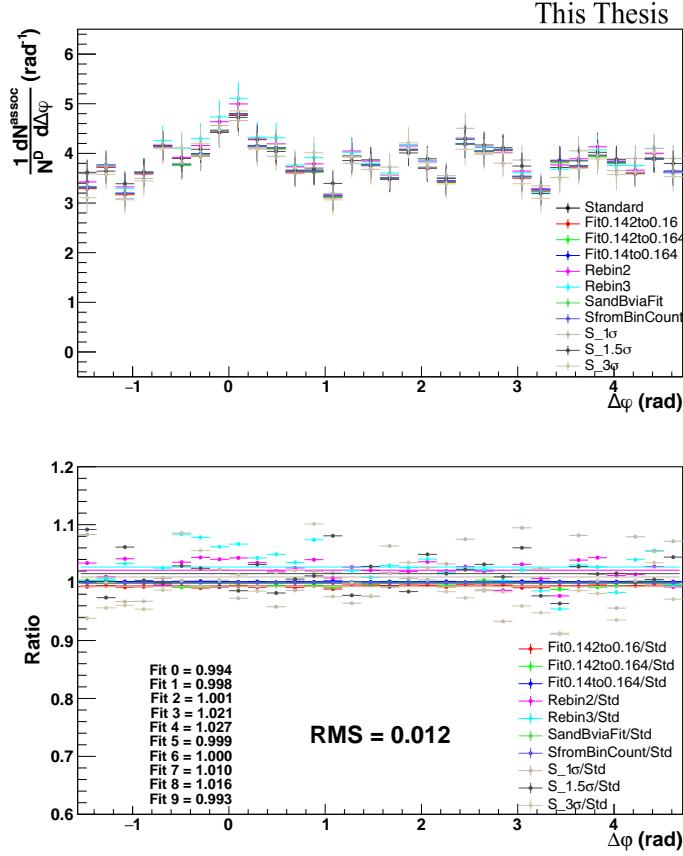 This Thesis
1/N^D dN^assoc/dΔφ (rad⁻¹)
6
5
4
3
2
1
0
Standard
Fit0.142to0.16
Fit0.142to0.164
Fit0.14to0.164
Rebin2
Rebin3
SandBviaFit
SfromBinCount
S_1σ
S_1.5σ
S_3σ
−1 0 1 2 3 4
Δφ (rad)
Ratio
1.2
1.1
1
0.9
0.8
0.7
0.6
Fit 0 = 0.994
Fit 1 = 0.998
Fit 2 = 1.001
Fit 3 = 1.021
Fit 4 = 1.027
Fit 5 = 0.999
Fit 6 = 1.000
Fit 7 = 1.010
Fit 8 = 1.016
Fit 9 = 0.993
RMS = 0.012
Fit0.142to0.16/Std
Fit0.142to0.164/Std
Fit0.14to0.164/Std
Rebin2/Std
Rebin3/Std
SandBviaFit/Std
SfromBinCount/Std
S_1σ/Std
S_1.5σ/Std
S_3σ/Std
−1 0 1 2 3 4
Δφ (rad)